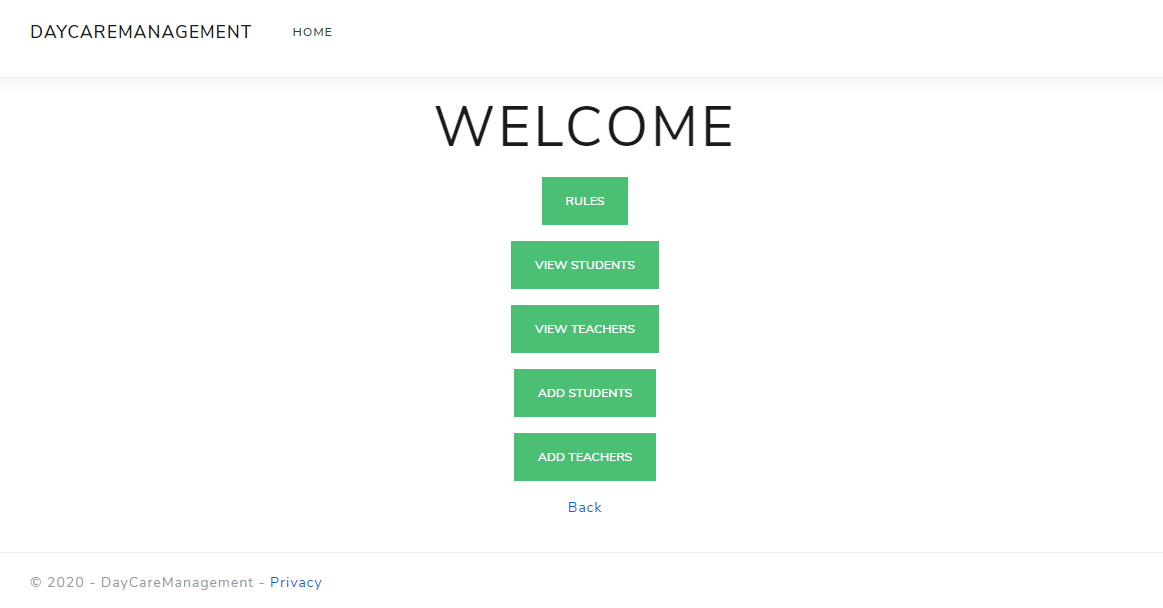 DAYCAREMANAGEMENT HOME
WELCOME
RULES
VIEW STUDENTS
VIEW TEACHERS
ADD STUDENTS
ADD TEACHERS
Back
© 2020 - DayCareManagement - Privacy